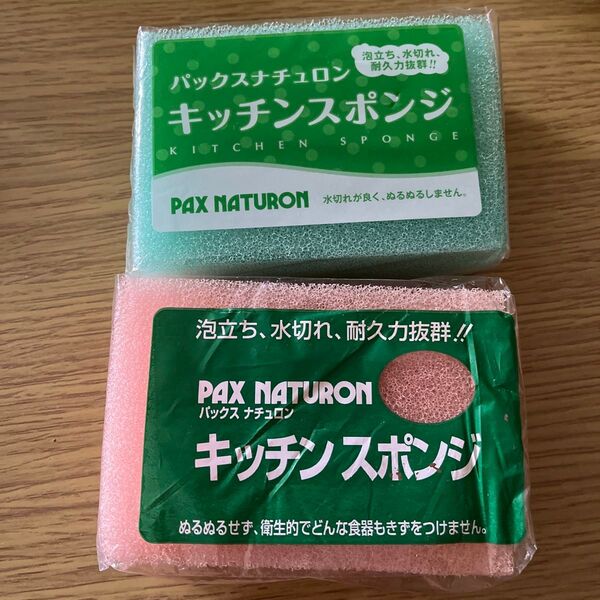 泡立ち、水切れ、
耐久力抜群!!
パックスナチュロン
キッチンスポンジ
KITCHEN SPONGE
PAX NATURON 水切れが良く、ぬるぬるしません。
泡立ち、水切れ、耐久力抜群!!
PAX NATURON
パックス ナチュロン
キッチン スポンジ
ぬるぬるせず、衛生的でどんな食器もきずをつけません。